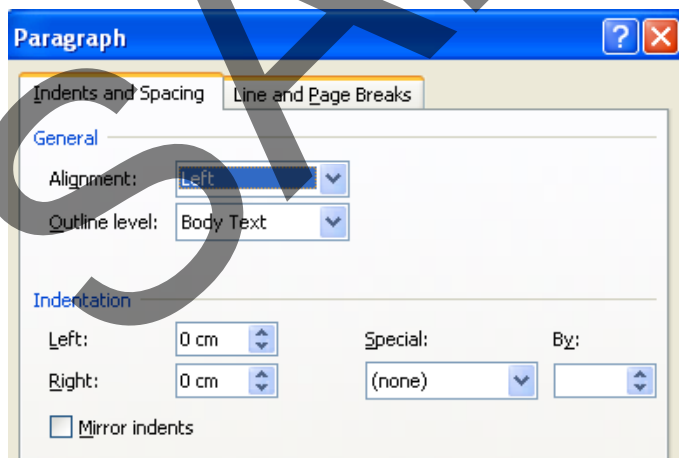 Paragraph
Indents and Spacing Line and Page Breaks
General
Alignment: Left
Outline level: Body Text
Indentation
Left: 0 cm Special: By:
Right: 0 cm (none)
Mirror indents